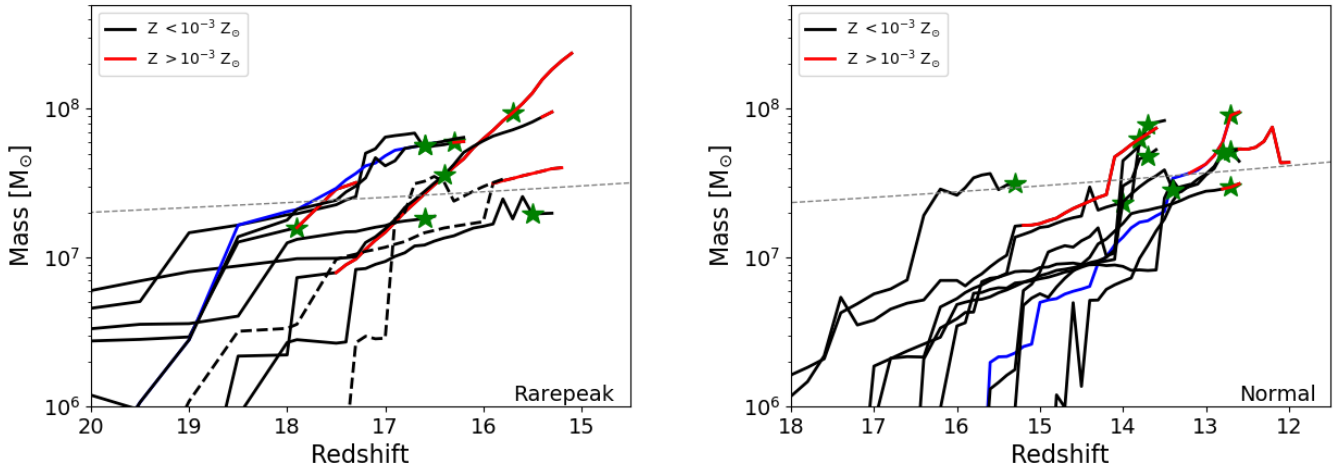 Z < 10⁻³ Z⊙
Z > 10⁻³ Z⊙
10⁸
10⁷
10⁶
Mass [M⊙]
20 19 18 17 16 15
Redshift
Rarepeak
Z < 10⁻³ Z⊙
Z > 10⁻³ Z⊙
10⁸
10⁷
10⁶
Mass [M⊙]
18 17 16 15 14 13 12
Redshift
Normal